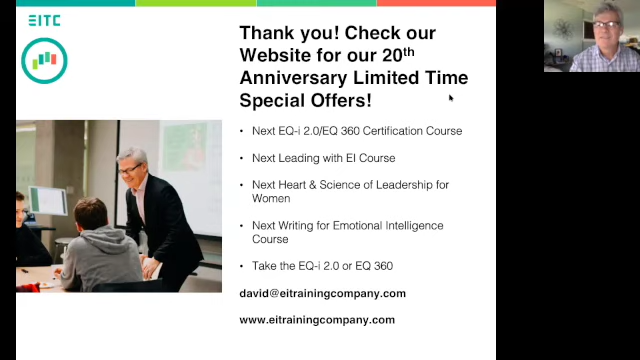 EITC
Thank you! Check our
Website for our 20th
Anniversary Limited Time
Special Offers!
• Next EQ-i 2.0/EQ 360 Certification Course
• Next Leading with EI Course
• Next Heart & Science of Leadership for
Women
• Next Writing for Emotional Intelligence
Course
• Take the EQ-i 2.0 or EQ 360
david@eitrainingcompany.com
www.eitrainingcompany.com